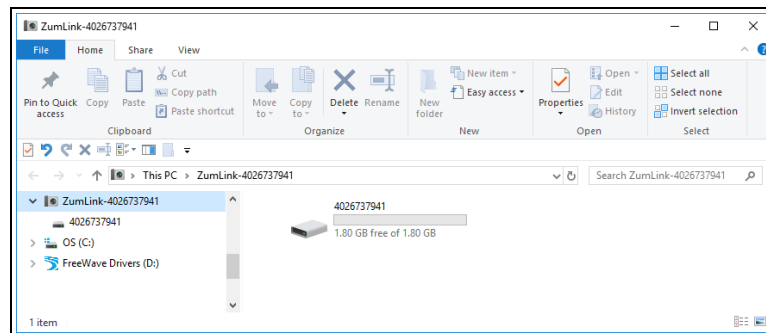 ZumLink-4026737941
File Home Share View
Pin to Quick access
Copy
Paste
Cut
Copy path
Paste shortcut
Move to
Copy to
Delete
Rename
New folder
New item
Easy access
Properties
Open
Edit
History
Select all
Select none
Invert selection
Clipboard Organize New Open Select
This PC > ZumLink-4026737941
Search ZumLink-4026737941
ZumLink-4026737941
4026737941
OS (C:)
FreeWave Drivers (D:)
4026737941
1.80 GB free of 1.80 GB
1 item